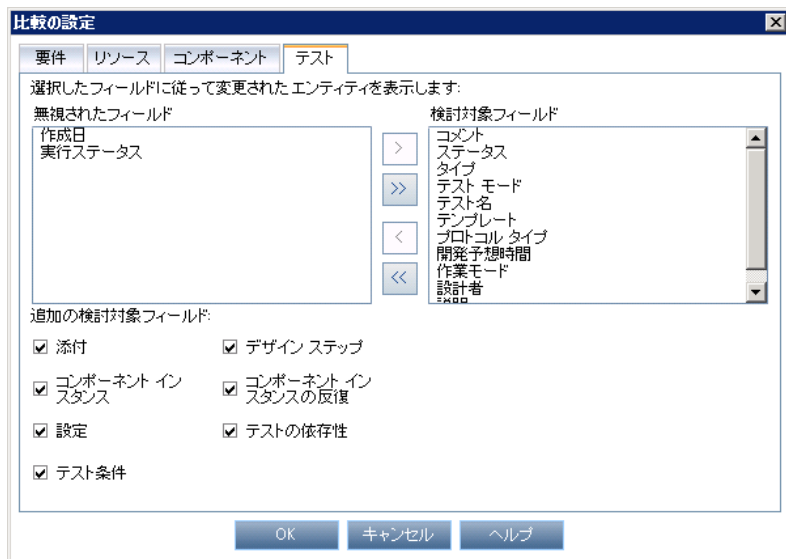 比較の設定
要件 リソース コンポーネント テスト
選択したフィールドに従って変更されたエンティティを表示します:
無視されたフィールド 検討対象フィールド
作成日
実行ステータス
コメント
ステータス
タイプ
テスト モード
テスト名
テンプレート
プロトコル タイプ
開発予想時間
作業モード
設計者
追加の検討対象フィールド:
添付 デザイン ステップ
コンポーネント イン
スタンス
コンポーネント イン
スタンスの反復
設定 テストの依存性
テスト条件
OK キャンセル ヘルプ